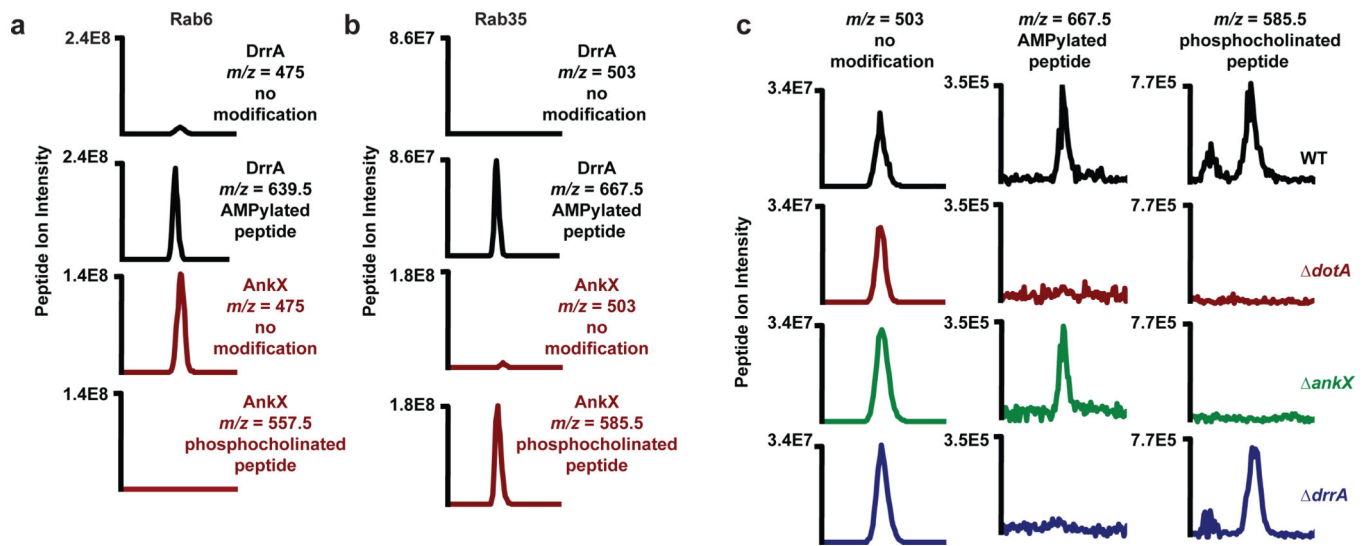 a
Rab6
2.4E8
DrrA
m/z = 475
no
modification
2.4E8
DrrA
m/z = 639.5
AMPylated
peptide
1.4E8
AnkX
m/z = 475
no
modification
1.4E8
AnkX
m/z = 557.5
phosphocholinated
peptide
Peptide Ion Intensity
b
Rab35
8.6E7
DrrA
m/z = 503
no
modification
8.6E7
DrrA
m/z = 667.5
AMPylated
peptide
1.8E8
AnkX
m/z = 503
no
modification
1.8E8
AnkX
m/z = 585.5
phosphocholinated
peptide
Peptide Ion Intensity
c
m/z = 503
no
modification
m/z = 667.5
AMPylated
peptide
m/z = 585.5
phosphocholinated
peptide
3.4E7
3.5E5
7.7E5
WT
3.4E7
3.5E5
7.7E5
ΔdotA
3.4E7
3.5E5
7.7E5
ΔankX
3.4E7
3.5E5
7.7E5
ΔdrrA
Peptide Ion Intensity